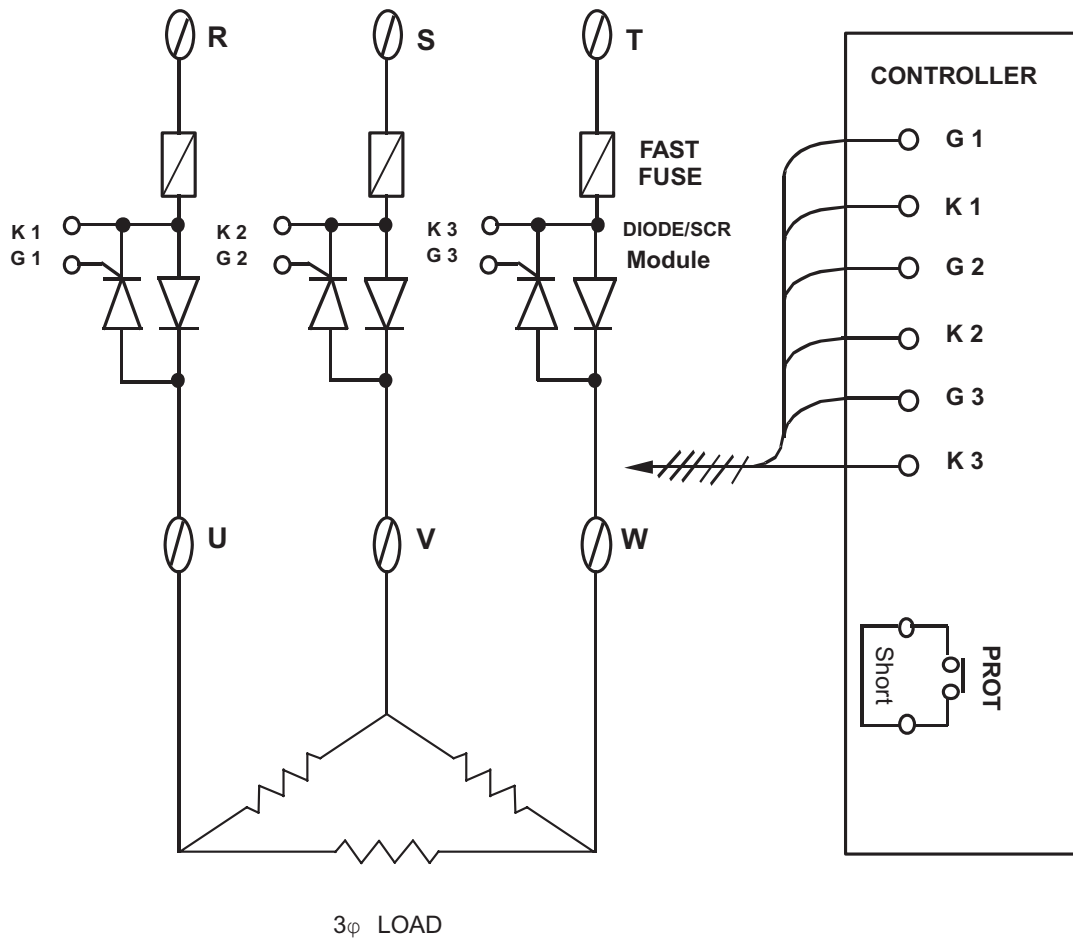 R
S
T
CONTROLLER
FAST
FUSE
K 1
G 1
K 2
G 2
K 3
G 3
DIODE/SCR
Module
G 1
K 1
G 2
K 2
G 3
K 3
U
V
W
Short
PROT
3φ LOAD